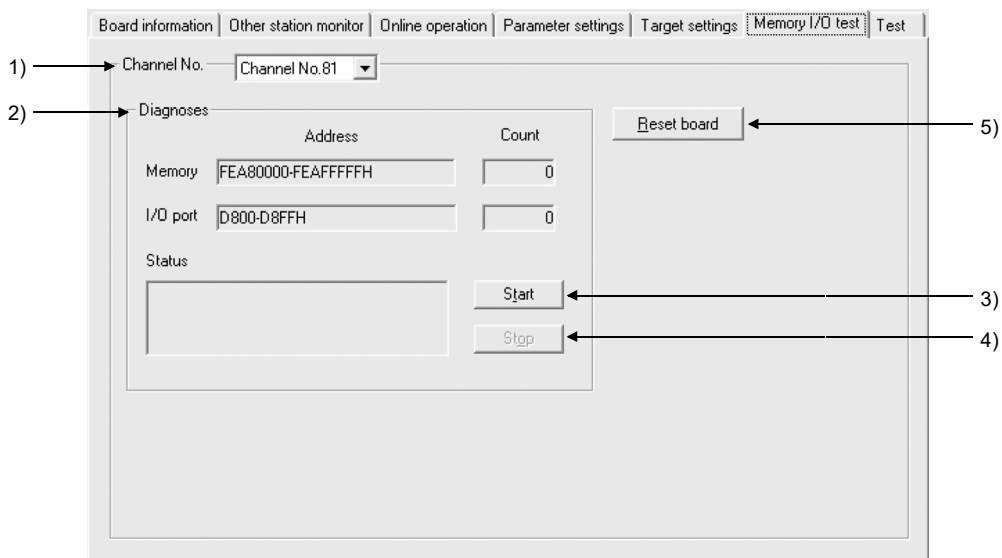 Board information Other station monitor Online operation Parameter settings Target settings Memory I/O test Test
1) Channel No. Channel No.81
2) Diagnoses
Reset board 5)
Address Count
Memory FEA80000-FEAFFFFFH 0
I/O port D800-D8FFH 0
Status
Start 3)
Stop 4)